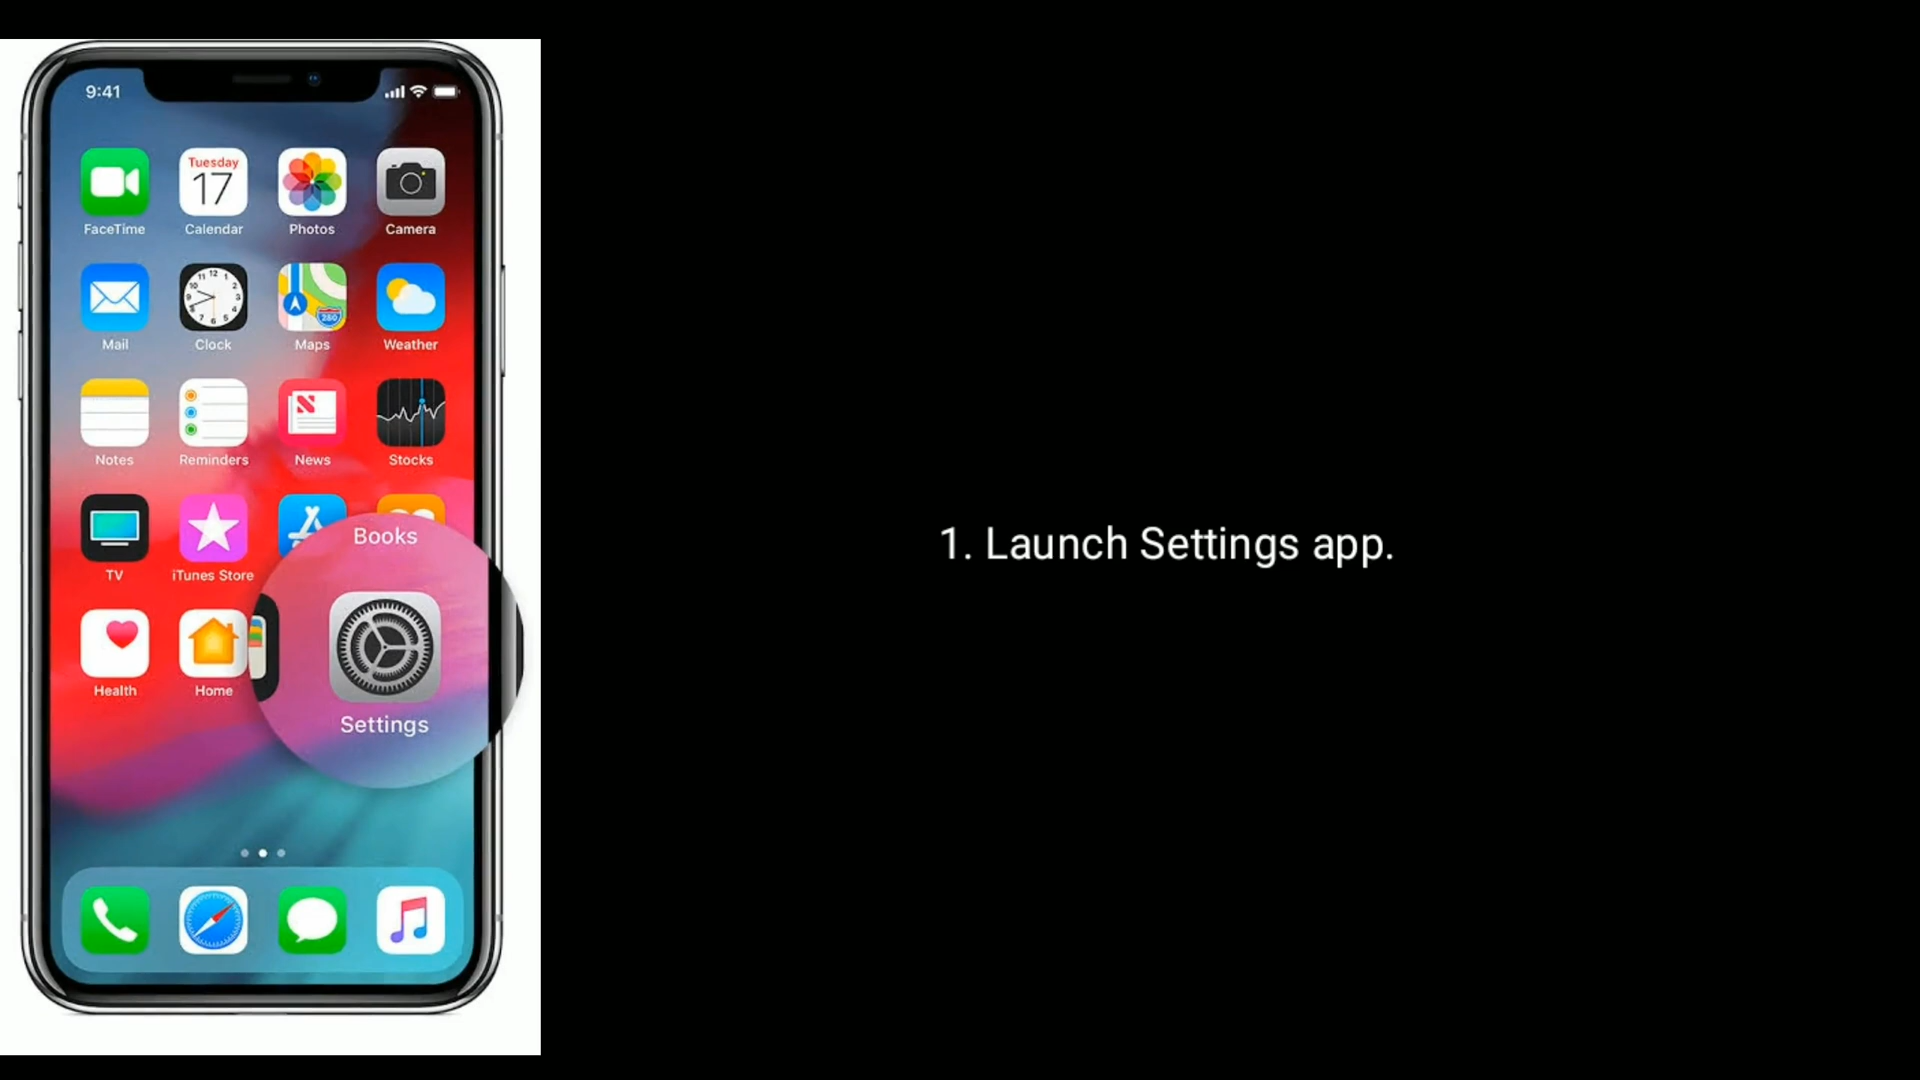 9:41
Tuesday
17
FaceTime
Calendar
Photos
Camera
280
Mail
Clock
Maps
Weather
Notes
Reminders
News
Stocks
Books
TV
iTunes Store
Settings
Health
Home
1. Launch Settings app.